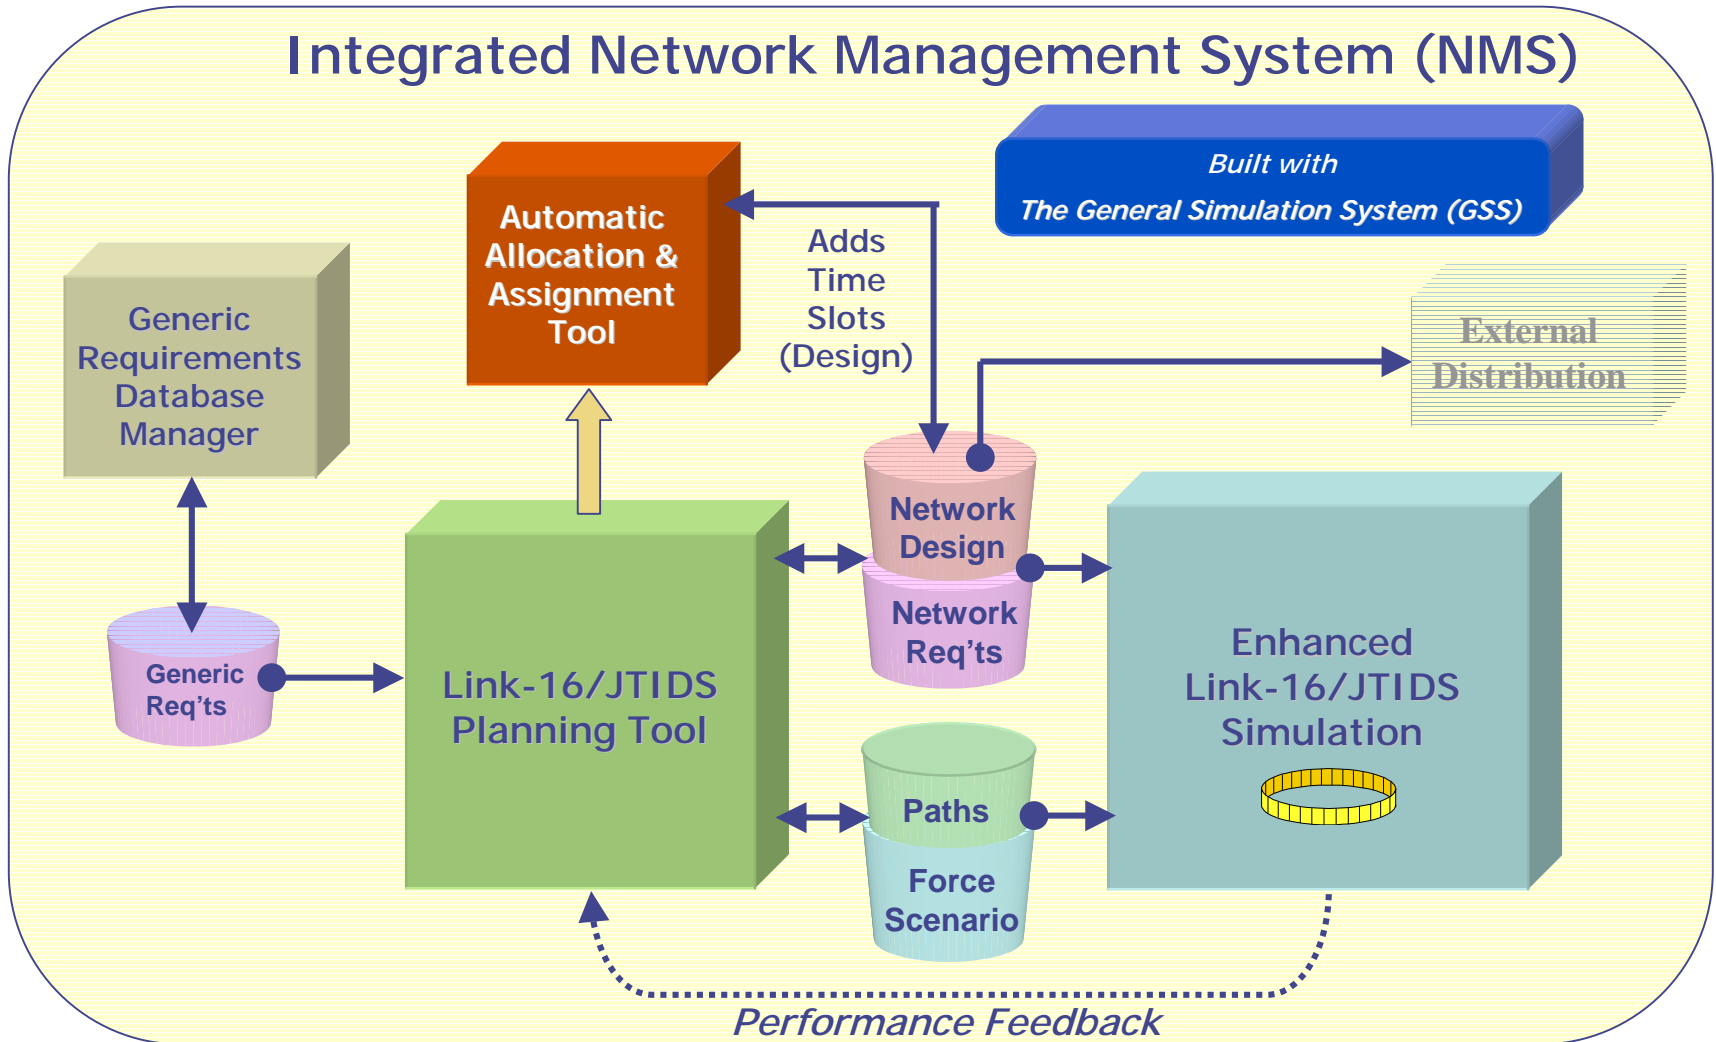 Integrated Network Management System (NMS)
Built with
The General Simulation System (GSS)
Automatic
Allocation &
Assignment
Tool
Adds
Time
Slots
(Design)
Generic
Requirements
Database
Manager
External
Distribution
Network
Design
Network
Req'ts
Generic
Req'ts
Link-16/JTIDS
Planning Tool
Enhanced
Link-16/JTIDS
Simulation
Paths
Force
Scenario
Performance Feedback